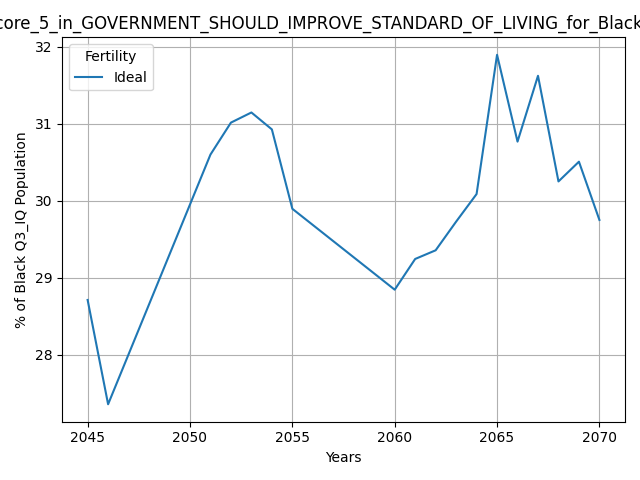 core_5_in_GOVERNMENT_SHOULD_IMPROVE_STANDARD_OF_LIVING_for_Black
32
Fertility
Ideal
31
30
29
28
% of Black Q3_IQ Population
2045 2050 2055 2060 2065 2070
Years